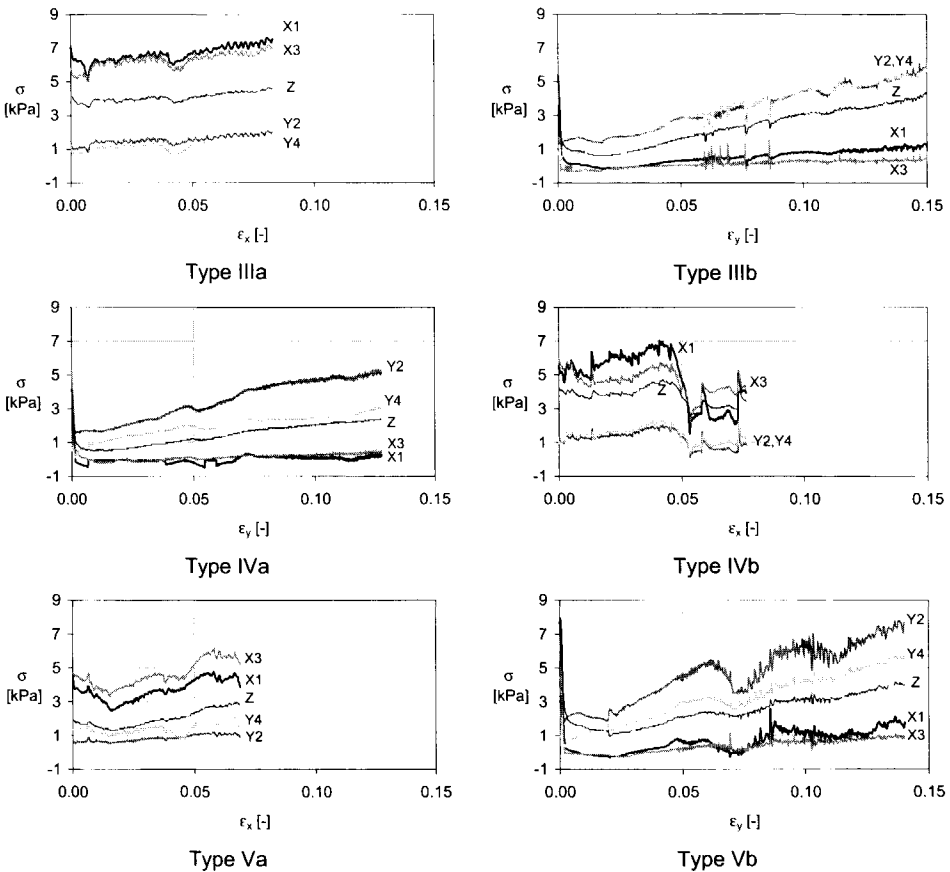 9
7
5
3
1
-1
σ
[kPa]
X1
X3
Z
Y2
Y4
0.00 0.05 0.10 0.15
εx [-]
Type IIIa
9
7
5
3
1
-1
σ
[kPa]
Y2,Y4
Z
X1
X3
0.00 0.05 0.10 0.15
εy [-]
Type IIIb
9
7
5
3
1
-1
σ
[kPa]
Y2
Y4
Z
X3
X1
0.00 0.05 0.10 0.15
εy [-]
Type IVa
9
7
5
3
1
-1
σ
[kPa]
X1
X3
Z
Y2,Y4
0.00 0.05 0.10 0.15
εx [-]
Type IVb
9
7
5
3
1
-1
σ
[kPa]
X3
X1
Z
Y4
Y2
0.00 0.05 0.10 0.15
εx [-]
Type Va
9
7
5
3
1
-1
σ
[kPa]
Y2
Y4
Z
X1
X3
0.00 0.05 0.10 0.15
εy [-]
Type Vb